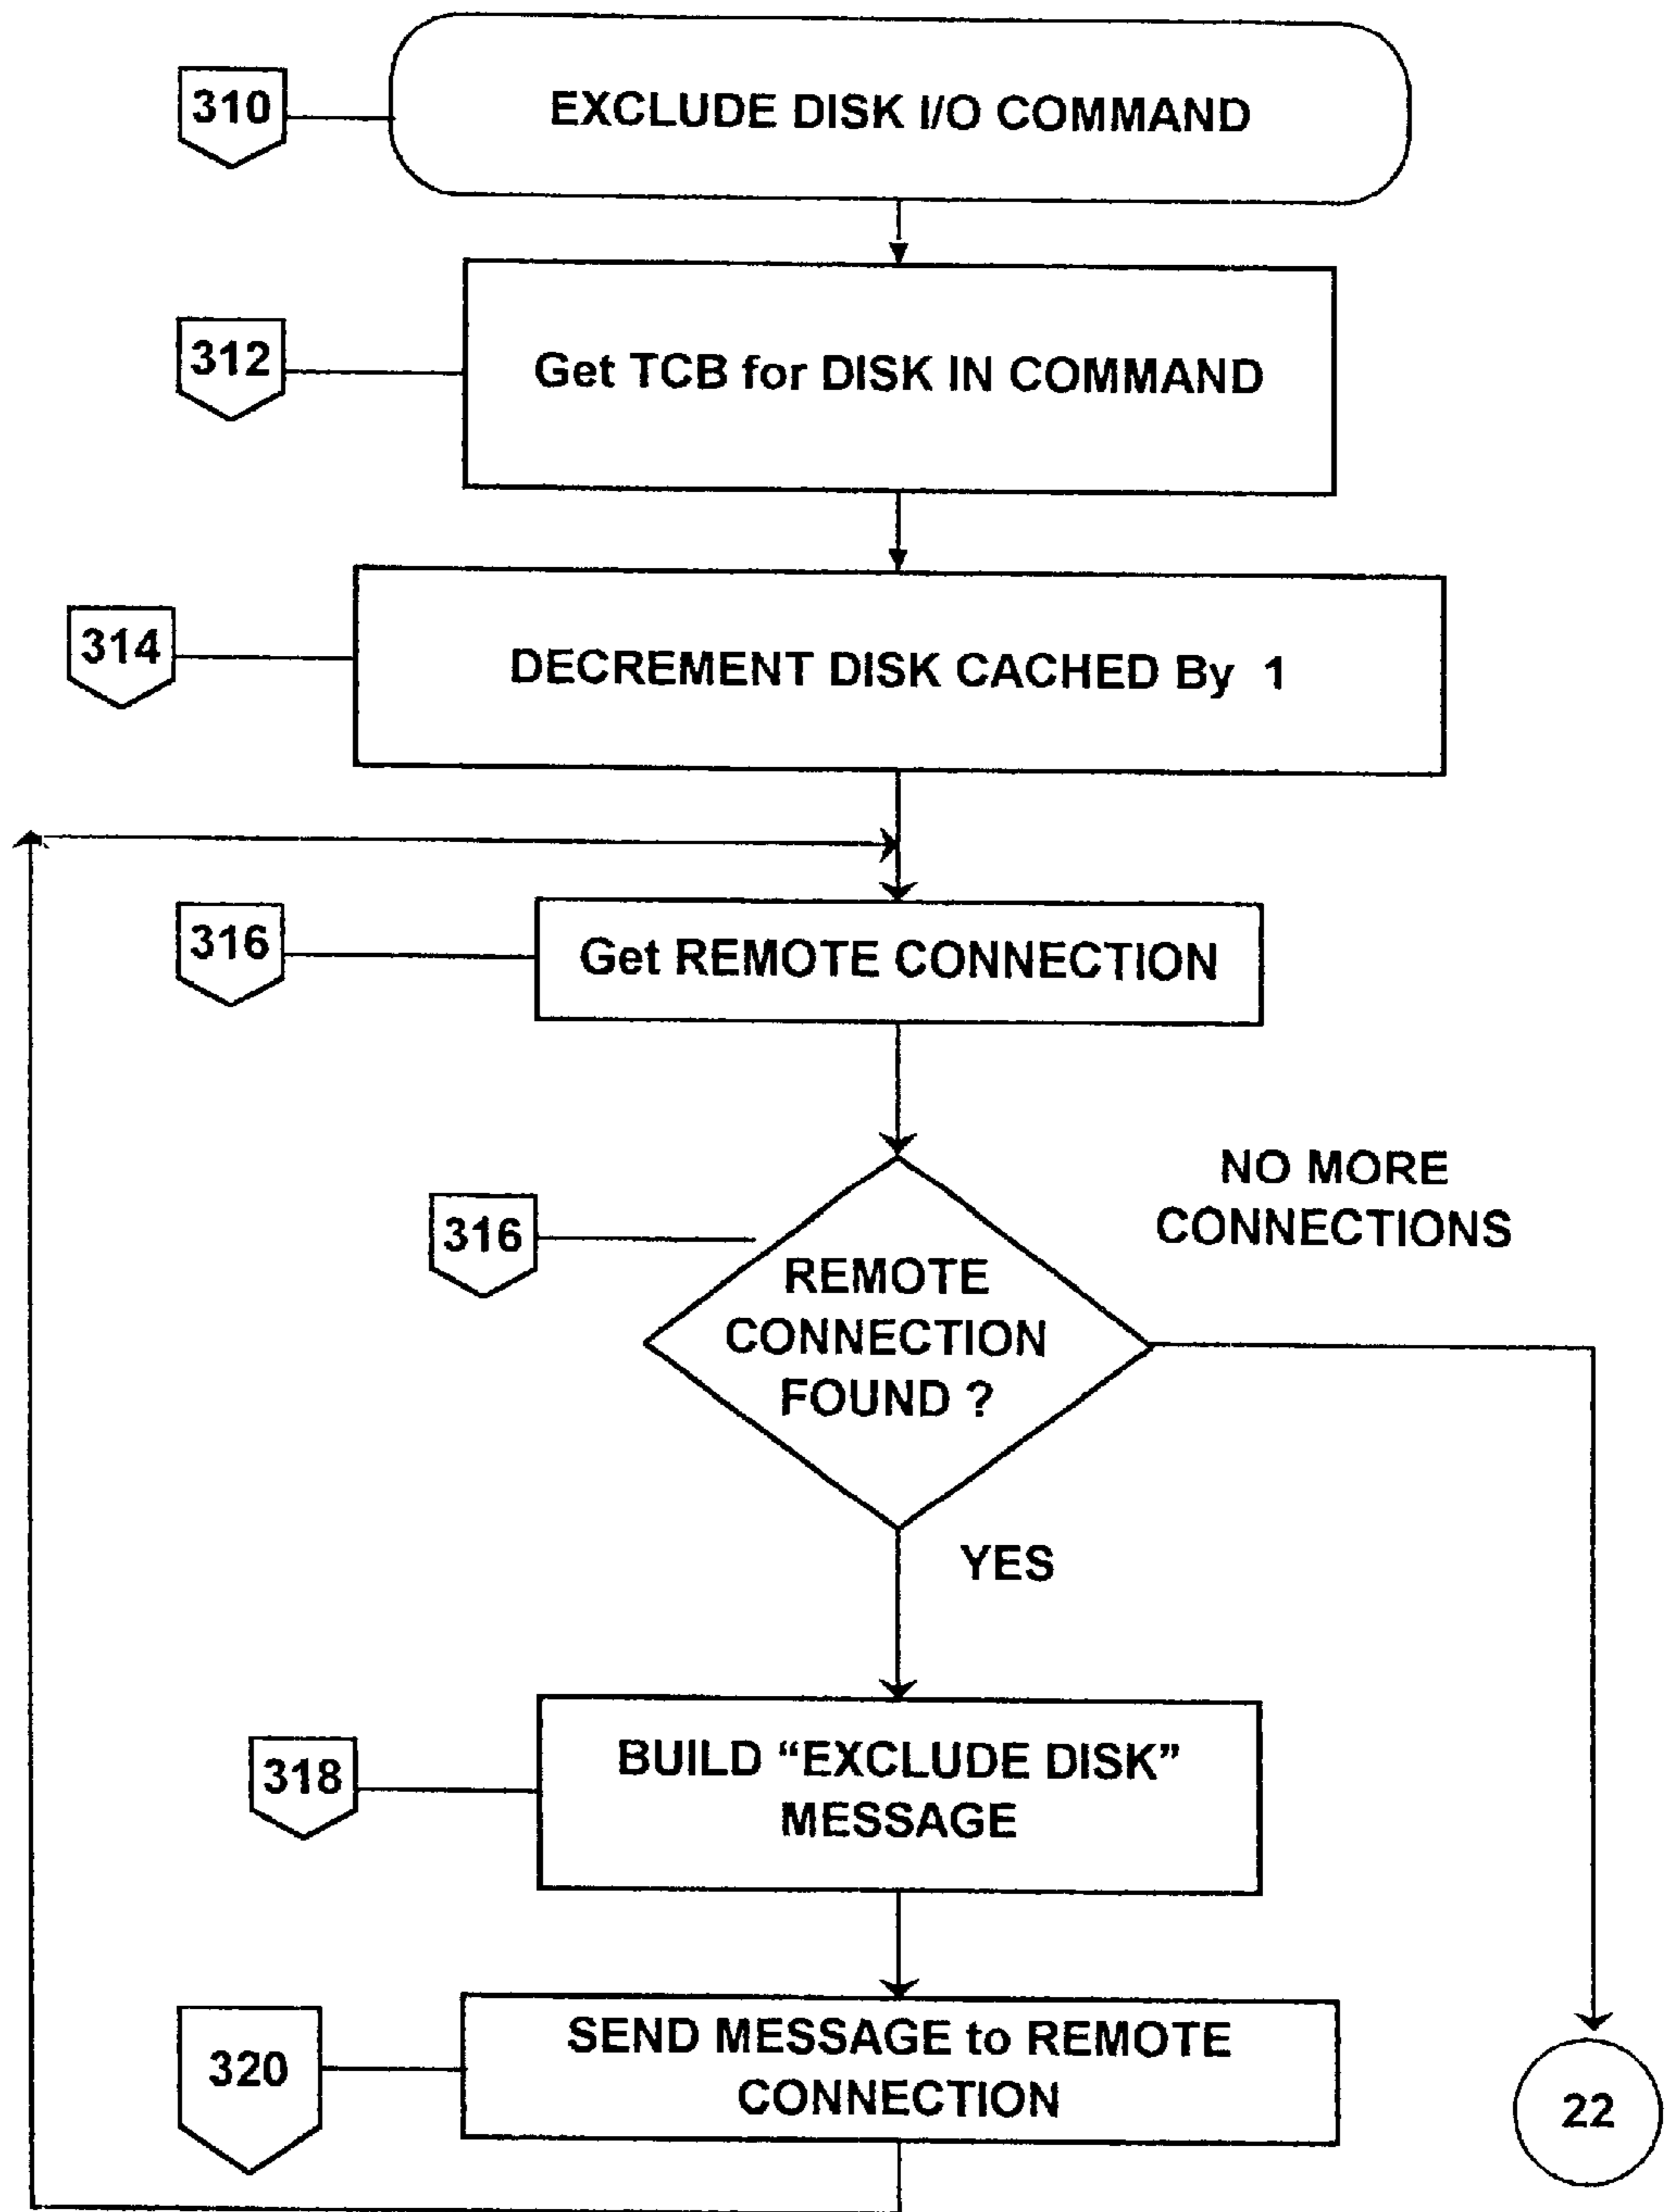 310
EXCLUDE DISK I/O COMMAND
312
Get TCB for DISK IN COMMAND
314
DECREMENT DISK CACHED By 1
316
Get REMOTE CONNECTION
NO MORE
CONNECTIONS
316
REMOTE
CONNECTION
FOUND ?
YES
318
BUILD “EXCLUDE DISK”
MESSAGE
320
SEND MESSAGE to REMOTE
CONNECTION
22